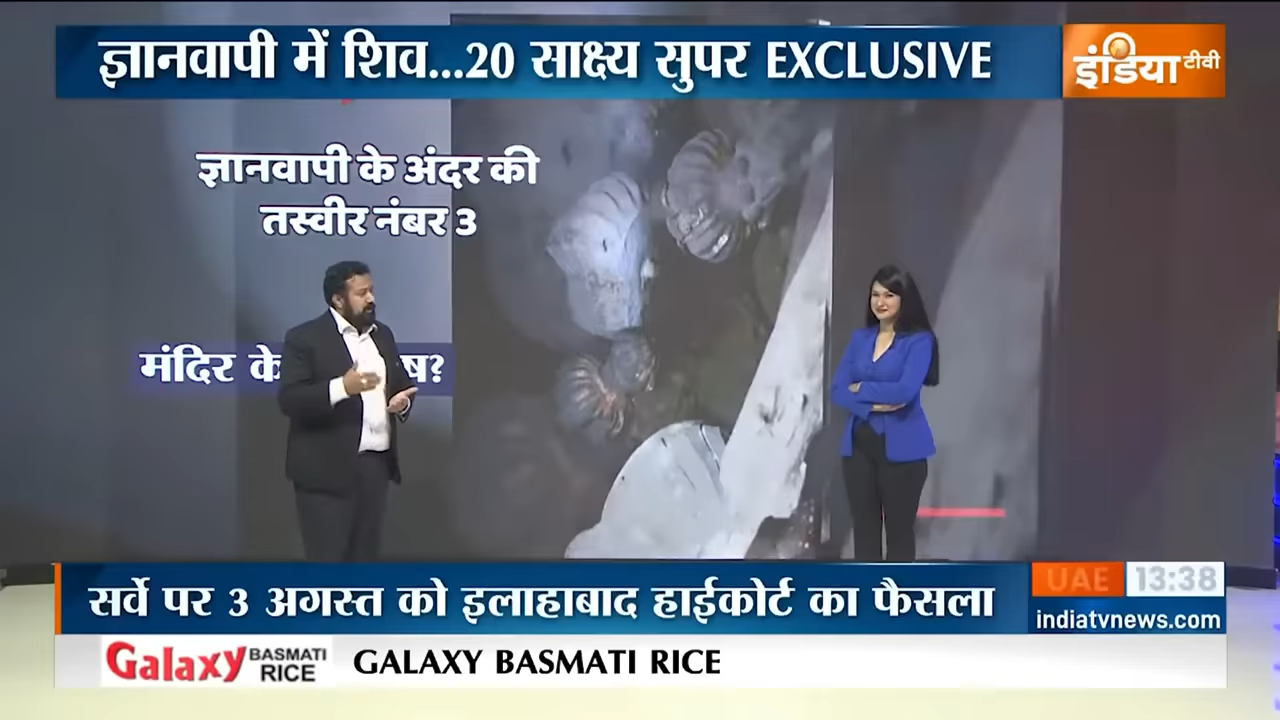 ज्ञानवापी में शिव...20 साक्ष्य सुपर EXCLUSIVE
इंडिया टीवी
ज्ञानवापी के अंदर की
तस्वीर नंबर 3
मंदिर के
सर्वे पर 3 अगस्त को इलाहाबाद हाईकोर्ट का फैसला
UAE 13:38
indiatvnews.com
Galaxy BASMATI RICE
GALAXY BASMATI RICE